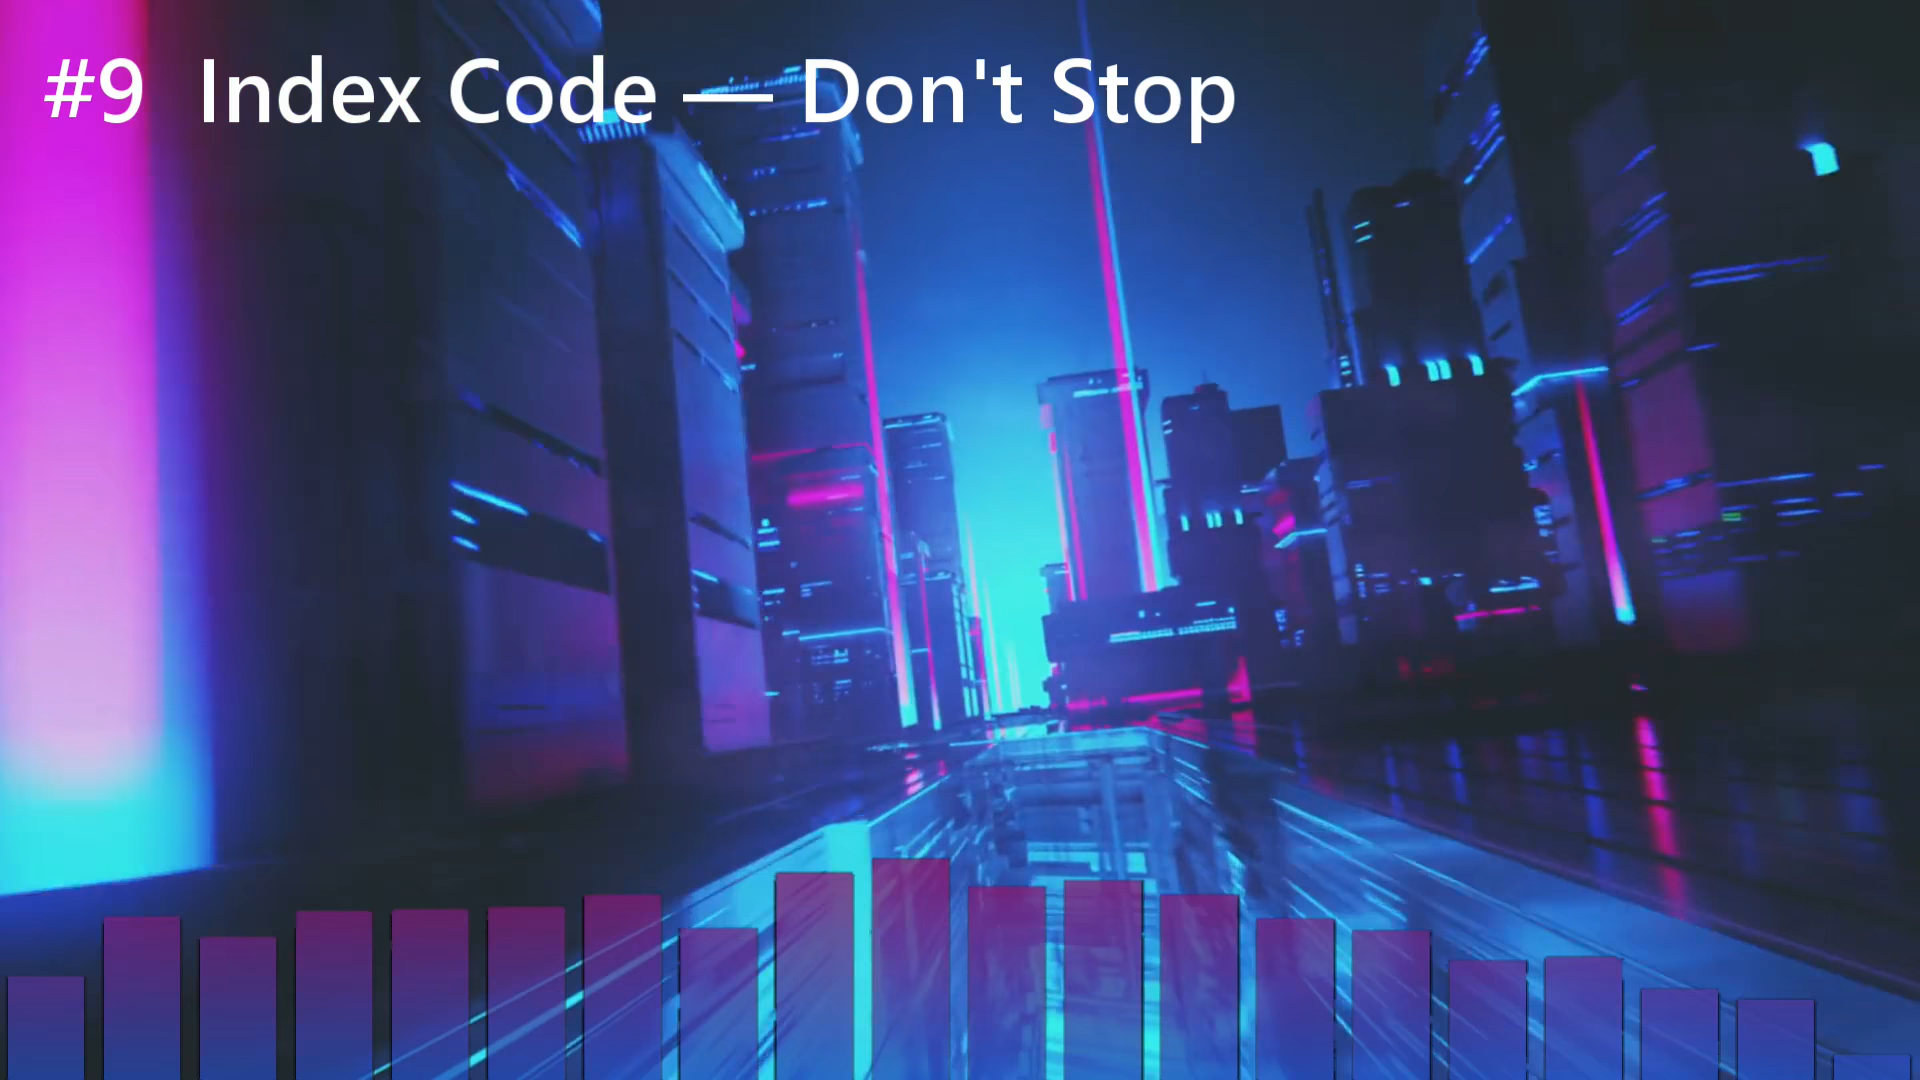 #9 Index Code — Don't Stop